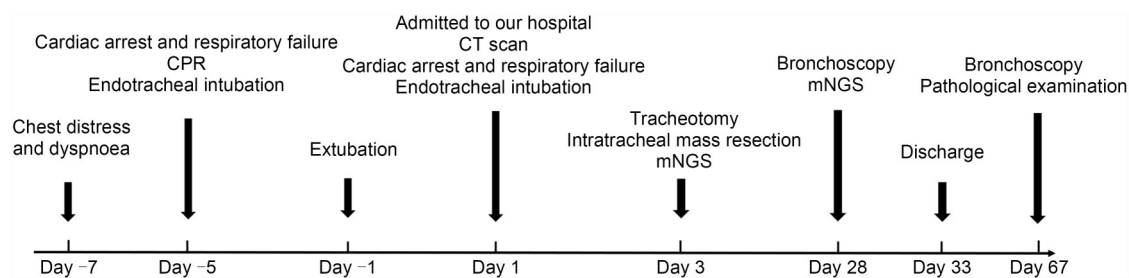 Chest distress
and dyspnoea
Cardiac arrest and respiratory failure
CPR
Endotracheal intubation
Extubation
Admitted to our hospital
CT scan
Cardiac arrest and respiratory failure
Endotracheal intubation
Tracheotomy
Intratracheal mass resection
mNGS
Bronchoscopy
mNGS
Discharge
Bronchoscopy
Pathological examination
Day −7
Day −5
Day −1
Day 1
Day 3
Day 28
Day 33
Day 67